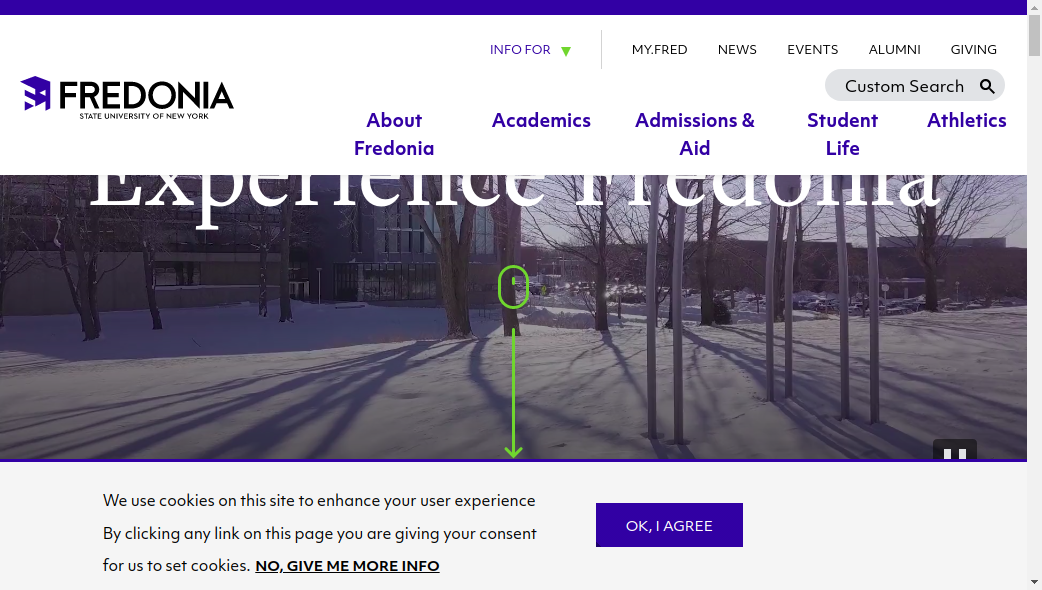 INFO FOR
MY.FRED
NEWS
EVENTS
ALUMNI
GIVING
Custom Search
FREDONIA
STATE UNIVERSITY OF NEW YORK
About
Fredonia
Academics
Admissions &
Aid
Student
Life
Athletics
Experience Fredonia
We use cookies on this site to enhance your user experience
By clicking any link on this page you are giving your consent
for us to set cookies. NO, GIVE ME MORE INFO
OK, I AGREE